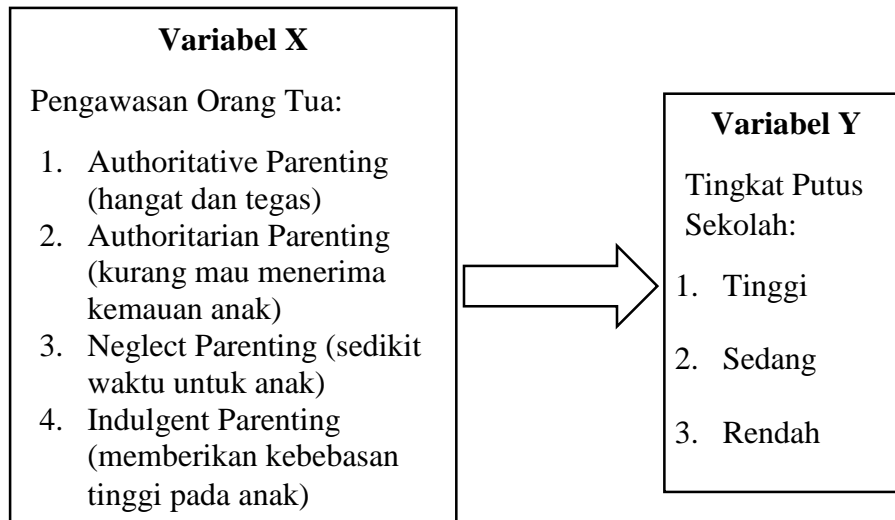 Variabel X
Pengawasan Orang Tua:
1. Authoritative Parenting
(hangat dan tegas)
2. Authoritarian Parenting
(kurang mau menerima
kemauan anak)
3. Neglect Parenting (sedikit
waktu untuk anak)
4. Indulgent Parenting
(memberikan kebebasan
tinggi pada anak)
Variabel Y
Tingkat Putus
Sekolah:
1. Tinggi
2. Sedang
3. Rendah